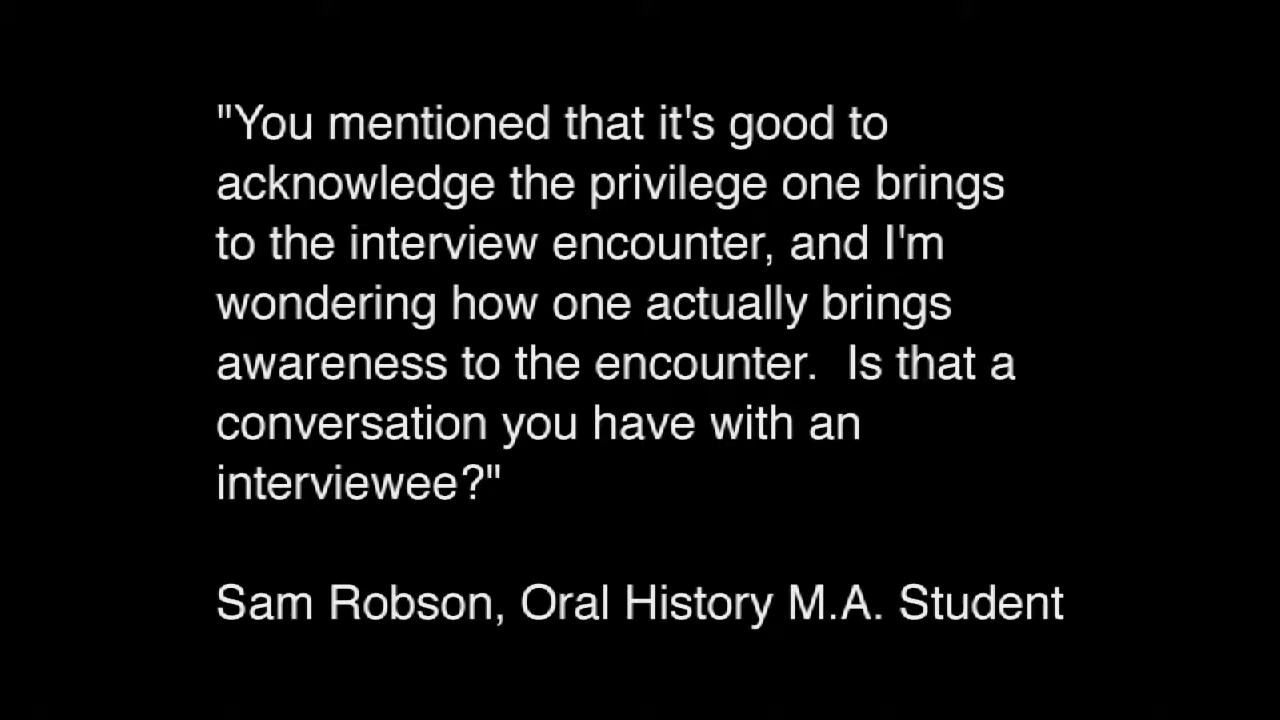 "You mentioned that it's good to
acknowledge the privilege one brings
to the interview encounter, and I'm
wondering how one actually brings
awareness to the encounter.  Is that a
conversation you have with an
interviewee?"
Sam Robson, Oral History M.A. Student